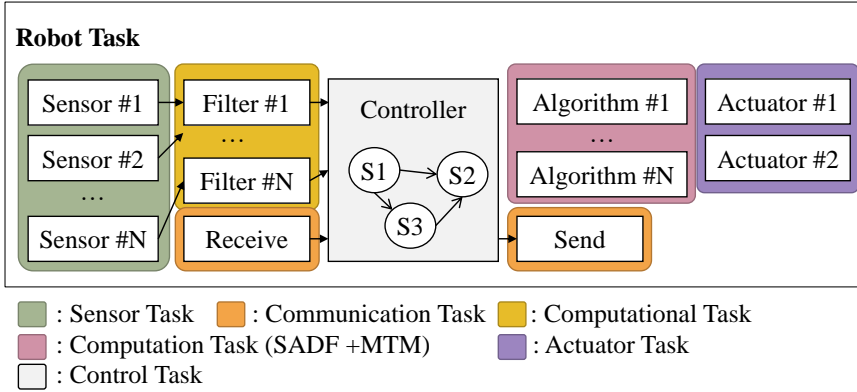 Robot Task
Sensor #1
Sensor #2
...
Sensor #N
Filter #1
...
Filter #N
Receive
Controller
S1
S2
S3
Algorithm #1
...
Algorithm #N
Send
Actuator #1
Actuator #2
: Sensor Task
: Communication Task
: Computational Task
: Computation Task (SADF +MTM)
: Actuator Task
: Control Task